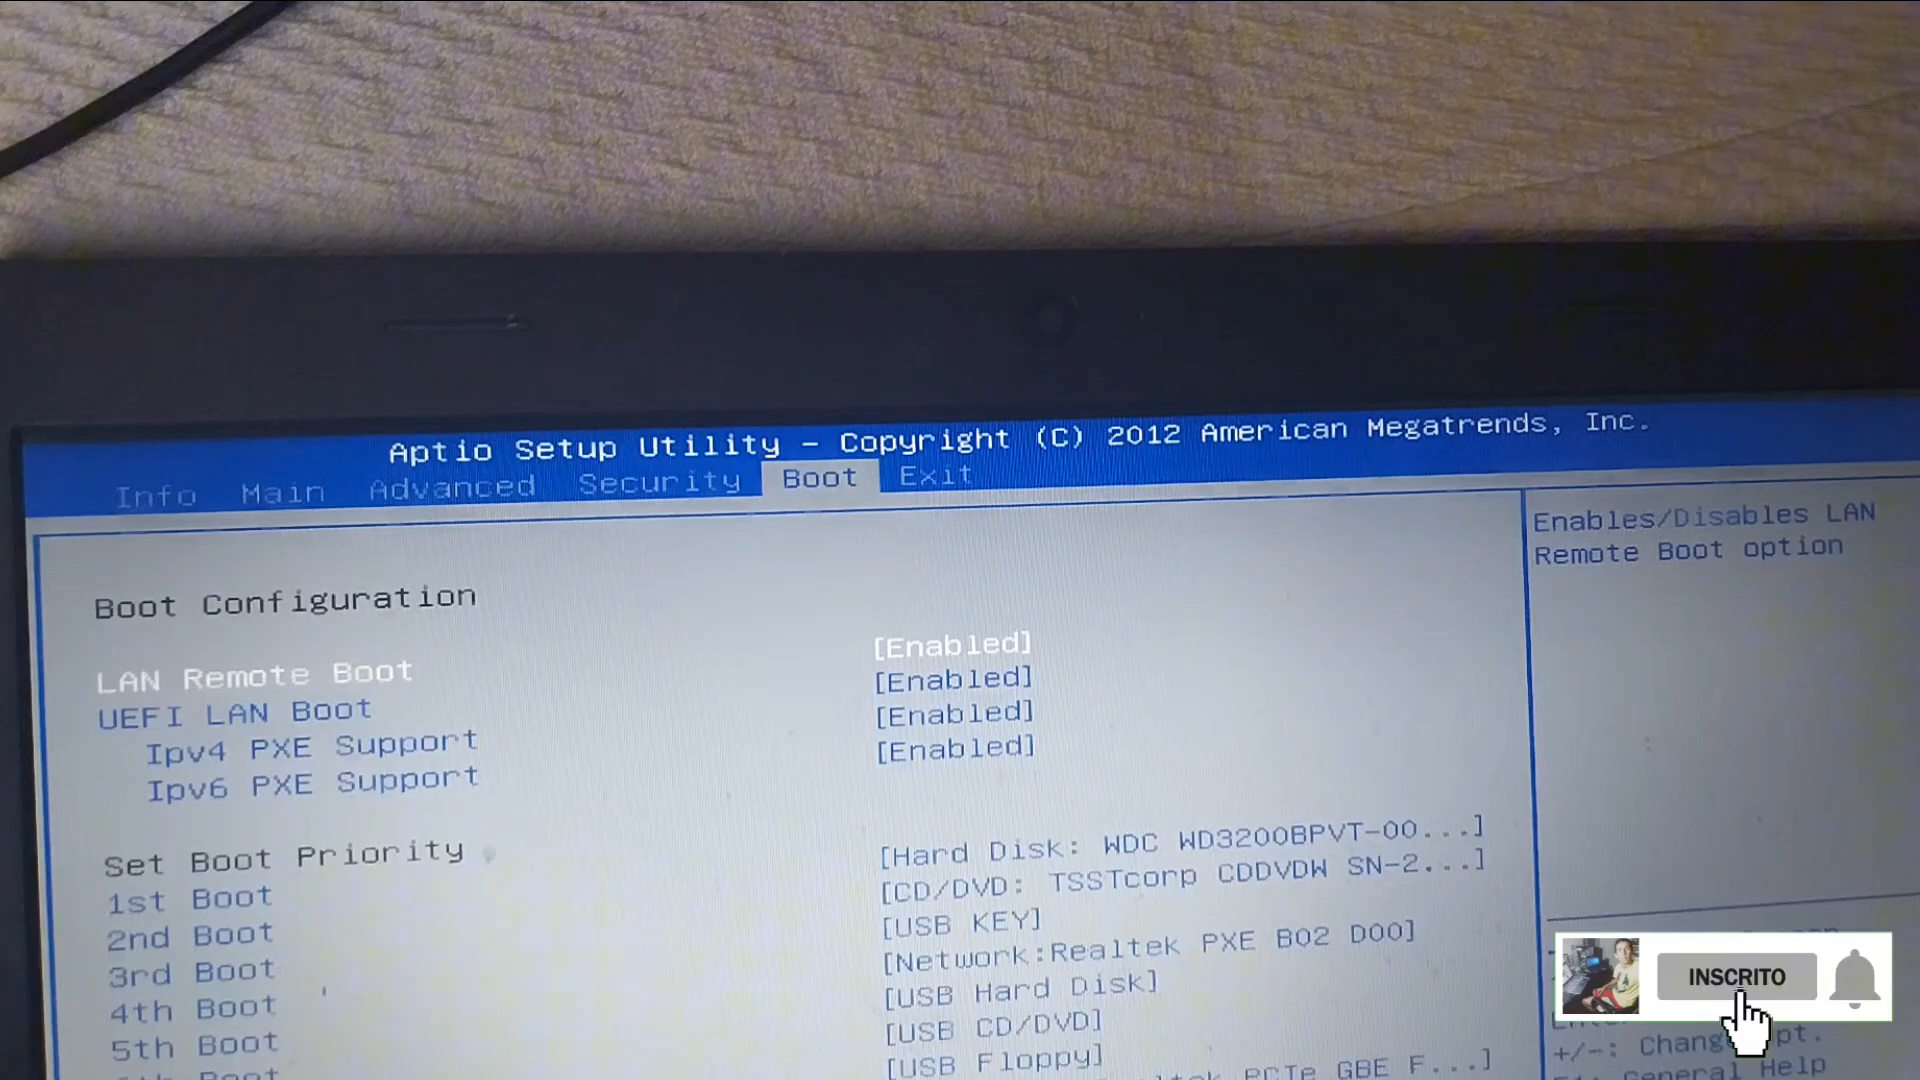 Aptio Setup Utility – Copyright (C) 2012 American Megatrends, Inc.
Info Main Advanced Security Boot Exit
Boot Configuration
LAN Remote Boot [Enabled]
UEFI LAN Boot [Enabled]
Ipv4 PXE Support [Enabled]
Ipv6 PXE Support [Enabled]
Set Boot Priority
1st Boot [Hard Disk: WDC WD3200BPVT-00...]
2nd Boot [CD/DVD: TSSTcorp CDDVDW SN-2...]
3rd Boot [USB KEY]
4th Boot [Network:Realtek PXE B02 D00]
5th Boot [USB Hard Disk]
Boot [USB CD/DVD]
[USB Floppy]
PCIe GBE F...]
Enables/Disables LAN
Remote Boot option
INSCRITO
+/-:
General Help